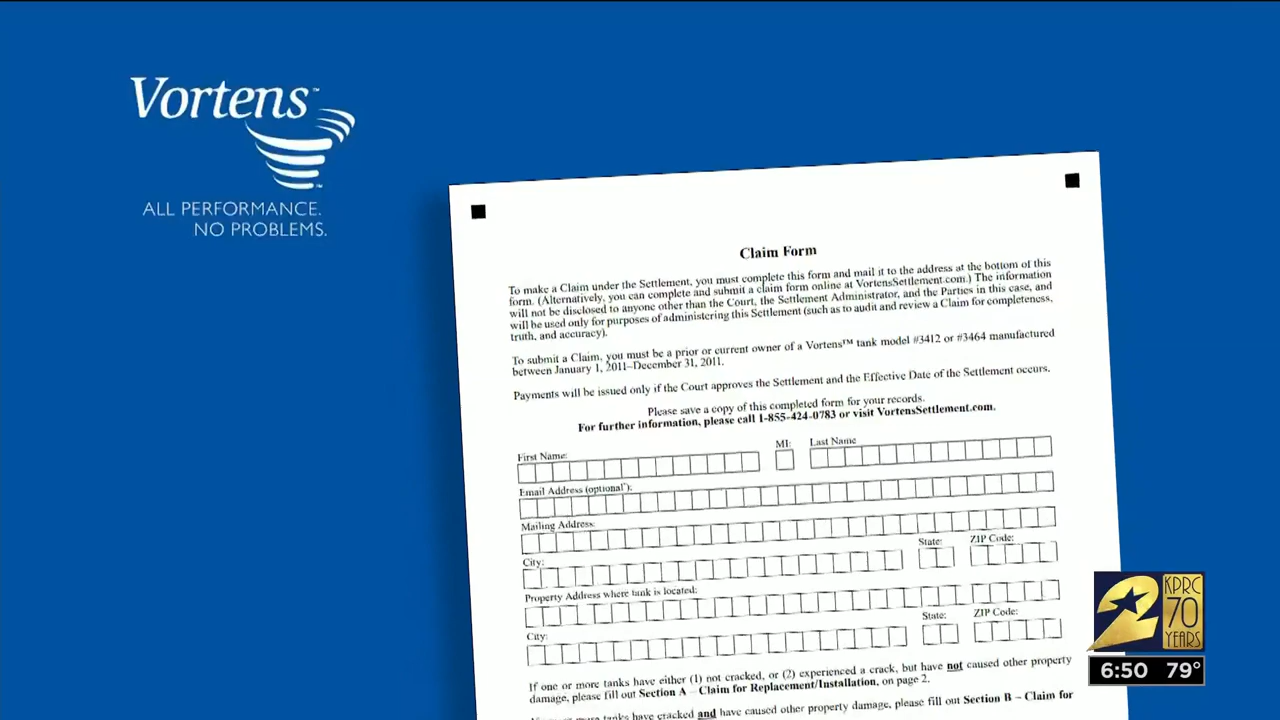 Vortens™
ALL PERFORMANCE.
NO PROBLEMS.
Claim Form
To make a Claim under the Settlement, you must complete this form and mail it to the address at the bottom of this
form. (Alternatively, you can complete and submit a claim form online at VortensSettlement.com.) The information
will not be disclosed to anyone other than the Court, the Settlement Administrator, and the Parties in this case, and
will be used only for purposes of administering this Settlement (such as to audit and review a Claim for completeness,
truth, and accuracy).
To submit a Claim, you must be a prior or current owner of a Vortens™ tank model #3412 or #3464 manufactured
between January 1, 2011–December 31, 2011.
Payments will be issued only if the Court approves the Settlement and the Effective Date of the Settlement occurs.
Please save a copy of this completed form for your records.
For further information, please call 1-855-424-0783 or visit VortensSettlement.com.
First Name: MI: Last Name
Email Address (optional*):
Mailing Address:
City: State: ZIP Code:
Property Address where tank is located:
City: State: ZIP Code:
If one or more tanks have either (1) not cracked, or (2) experienced a crack, but have not caused other property
damage, please fill out Section A – Claim for Replacement/Installation, on page 2.
more tanks have cracked and have caused other property damage, please fill out Section B – Claim for
2 KPRC 70 YEARS
6:50 79°